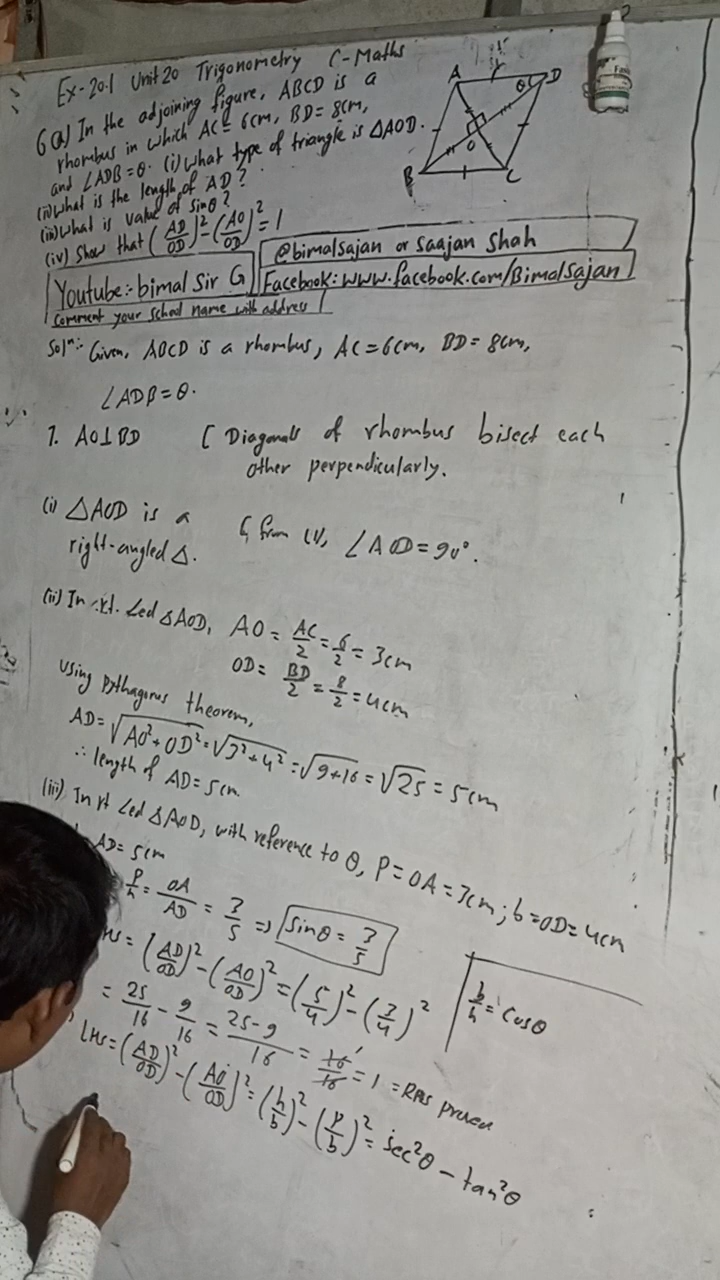 Ex-20.1 Unit 20 Trigonometry C-Maths
6(a) In the adjoining figure, ABCD is a
rhombus in which AC = 6cm, BD = 8cm,
and ∠ADB = θ. (i) What type of triangle is △AOD.
(ii) What is the length of AD?
(iii) What is value of sinθ?
(iv) Show that (AD/OD)² - (AO/OD)² = 1
A D θ O B C
@bimalsajan or Saajan Shah
Youtube:- bimal Sir G
Facebook: www.facebook.com/Bimalsajan
Comment your school name with address
Solⁿ:- Given, ABCD is a rhombus, AC = 6cm, BD = 8cm,
∠ADB = θ.
1. AO⊥BD [ Diagonals of rhombus bisect each
other perpendicularly.
(i) △AOD is a [ from (1), ∠AOD = 90°.
right-angled △.
(ii) In rt. ∠ed △AOD, AO = AC/2 = 6/2 = 3cm
OD = BD/2 = 8/2 = 4cm
Using pythagorus theorem,
AD = √AO² + OD² = √3² + 4² = √9+16 = √25 = 5cm
∴ length of AD = 5cm
(iii) In rt ∠ed △AOD, with reference to θ, P = OA = 3cm; b = OD = 4cm
AD = 5cm
P/h = OA/AD = 3/5 => sinθ = 3/5
HS = (AD/OD)² - (AO/OD)² = (5/4)² - (3/4)²
b/h = cosθ
= 25/16 - 9/16 = 25-9/16 = 16/16 = 1 = RHS proved
LHS = (AD/OD)² - (AO/OD)² = (h/b)² - (p/b)² = sec²θ - tan²θ